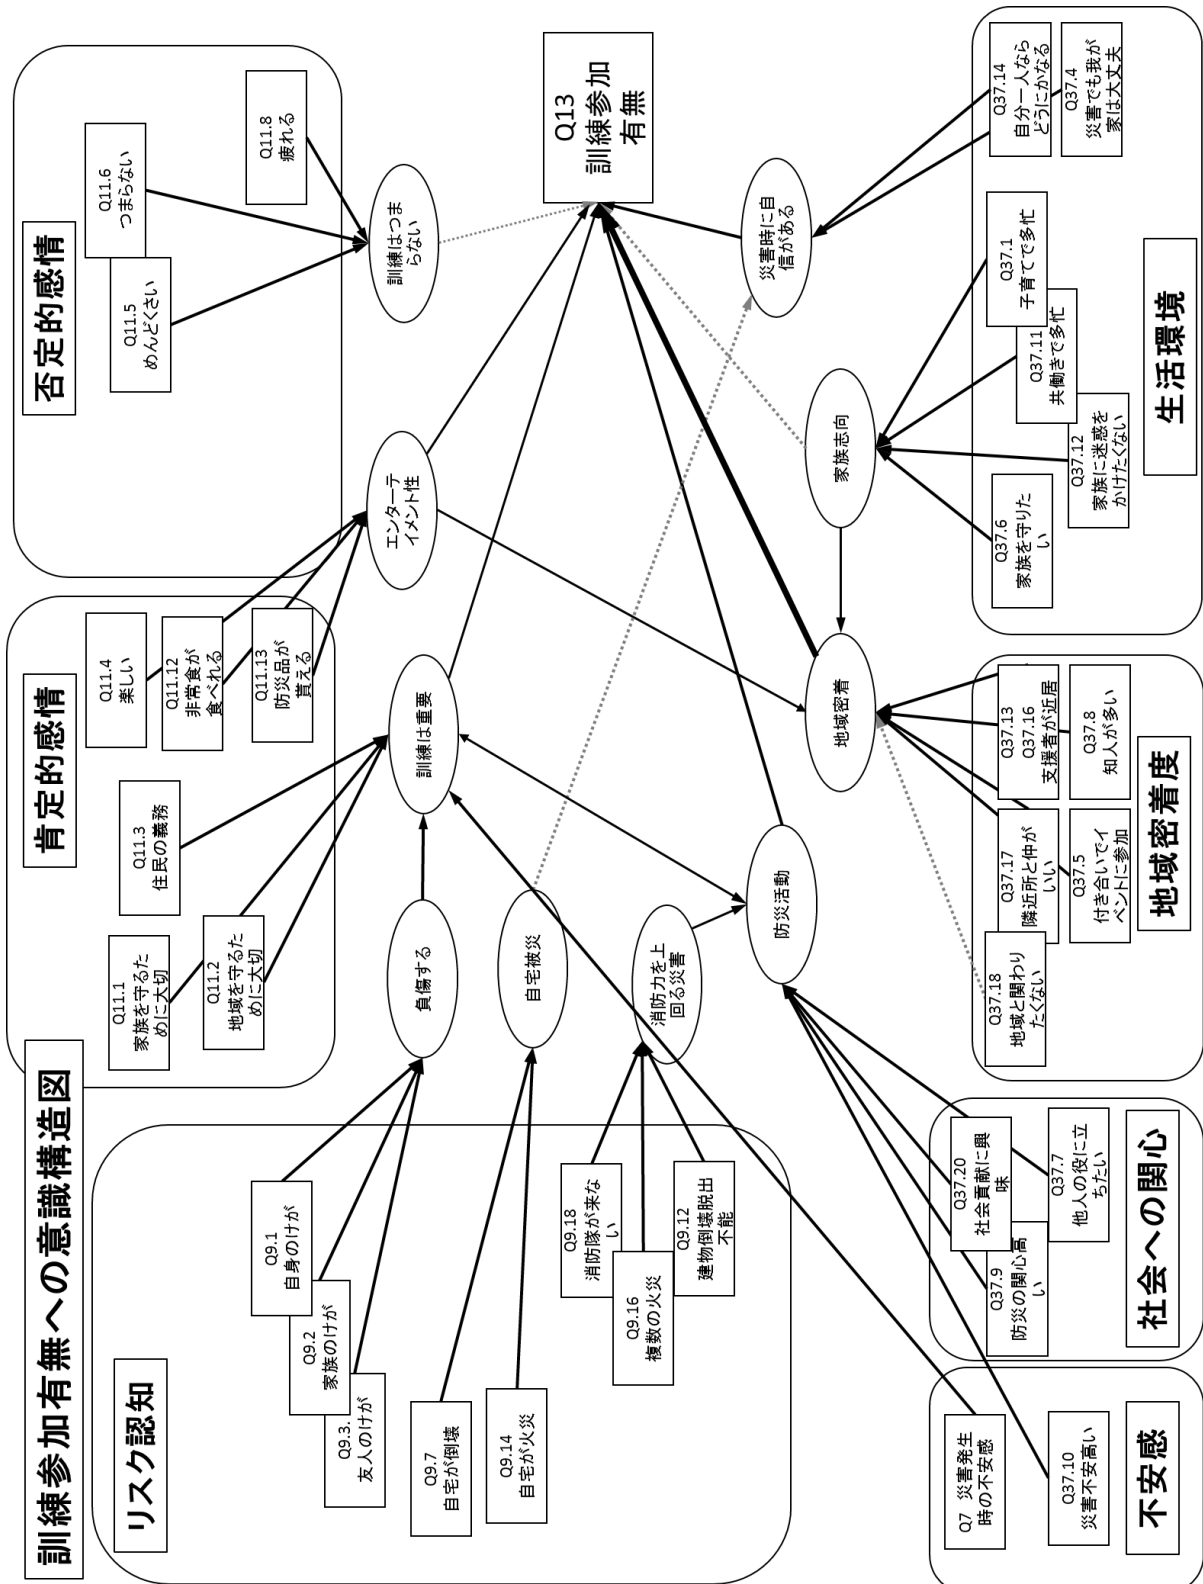 訓練参加有無への意識構造図
肯定的感情
否定的感情
Q11.1
家族を守るた
めに大切
Q11.2
地域を守るた
めに大切
Q11.3
住民の義務
Q11.4
楽しい
Q11.12
非常食が
食べれる
Q11.13
防災品が
貰える
Q11.5
めんどくさい
Q11.6
つまらない
Q11.8
疲れる
リスク認知
Q9.1
自身のけが
Q9.2
家族のけが
Q9.3.
友人のけが
Q9.7
自宅が倒壊
Q9.14
自宅が火災
Q9.18
消防隊が来な
い
Q9.16
複数の火災
Q9.12
建物倒壊脱出
不能
負傷する
自宅被災
消防力を上
回る災害
訓練は重要
エンターテ
イメント性
訓練はつま
らない
防災活動
地域密着
家族志向
災害時に自
信がある
Q13
訓練参加
有無
Q7 災害発生
時の不安感
Q37.10
災害不安高い
不安感
Q37.9
防災の関心高
い
Q37.20
社会貢献に興
味
Q37.7
他人の役に立
ちたい
社会への関心
Q37.18
地域と関わり
たくない
Q37.17
隣近所と仲が
いい
Q37.5
付き合いでイ
ベントに参加
Q37.13
Q37.16
支援者が近居
Q37.8
知人が多い
地域密着度
Q37.6
家族を守りた
い
Q37.12
家族に迷惑を
かけたくない
Q37.11
共働きで多忙
Q37.1
子育てで多忙
Q37.14
自分一人なら
どうにかなる
Q37.4
災害でも我が
家は大丈夫
生活環境